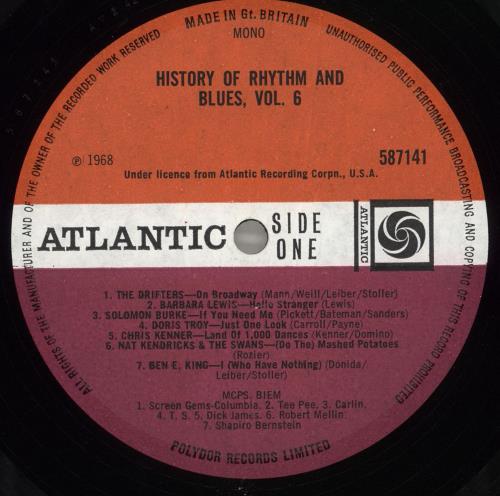 MADE IN Gt. BRITAIN
MONO
ALL RIGHTS OF THE MANUFACTURER AND OF THE OWNER OF THE RECORDED WORK RESERVED
UNAUTHORISED PUBLIC PERFORMANCE BROADCASTING AND COPYING OF THIS RECORD PROHIBITED
HISTORY OF RHYTHM AND
BLUES, VOL. 6
℗ 1968
587141
Under licence from Atlantic Recording Corpn., U.S.A.
ATLANTIC
SIDE
ONE
ATLANTIC
1. THE DRIFTERS—On Broadway (Mann/Weill/Leiber/Stoller)
2. BARBARA LEWIS—Hello Stranger (Lewis)
3. SOLOMON BURKE—If You Need Me (Pickett/Bateman/Sanders)
4. DORIS TROY—Just One Look (Carroll/Payne)
5. CHRIS KENNER—Land Of 1,000 Dances (Kenner/Domino)
6. NAT KENDRICKS & THE SWANS—(Do The) Mashed Potatoes
(Rozier)
7. BEN E. KING—I (Who Have Nothing) (Donida/
Leiber/Stoller)
MCPS. BIEM
1. Screen Gems-Columbia. 2. Tee Pee. 3. Carlin.
4. T. S. 5. Dick James. 6. Robert Mellin.
7. Shapiro Bernstein
POLYDOR RECORDS LIMITED